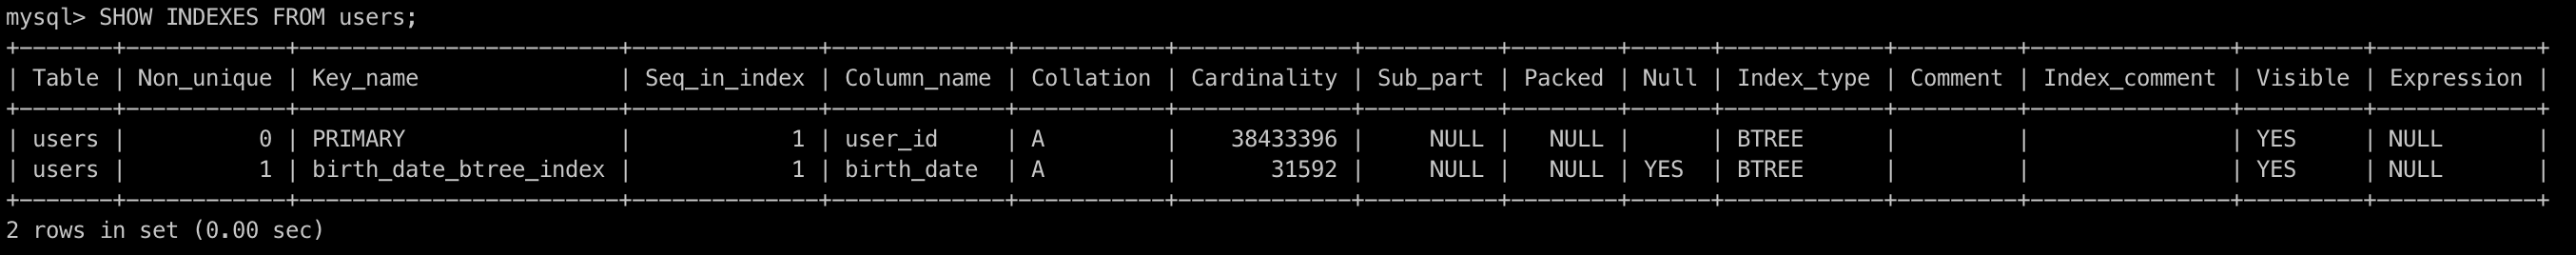 mysql> SHOW INDEXES FROM users;
+-------+------------+------------------------+--------------+-------------+-----------+-------------+----------+--------+------+------------+---------+---------------+---------+------------+
| Table | Non_unique | Key_name               | Seq_in_index | Column_name | Collation | Cardinality | Sub_part | Packed | Null | Index_type | Comment | Index_comment | Visible | Expression |
+-------+------------+------------------------+--------------+-------------+-----------+-------------+----------+--------+------+------------+---------+---------------+---------+------------+
| users |          0 | PRIMARY                |            1 | user_id     | A         |    38433396 |     NULL |   NULL |      | BTREE      |         |               | YES     | NULL       |
| users |          1 | birth_date_btree_index |            1 | birth_date  | A         |       31592 |     NULL |   NULL | YES  | BTREE      |         |               | YES     | NULL       |
+-------+------------+------------------------+--------------+-------------+-----------+-------------+----------+--------+------+------------+---------+---------------+---------+------------+
2 rows in set (0.00 sec)